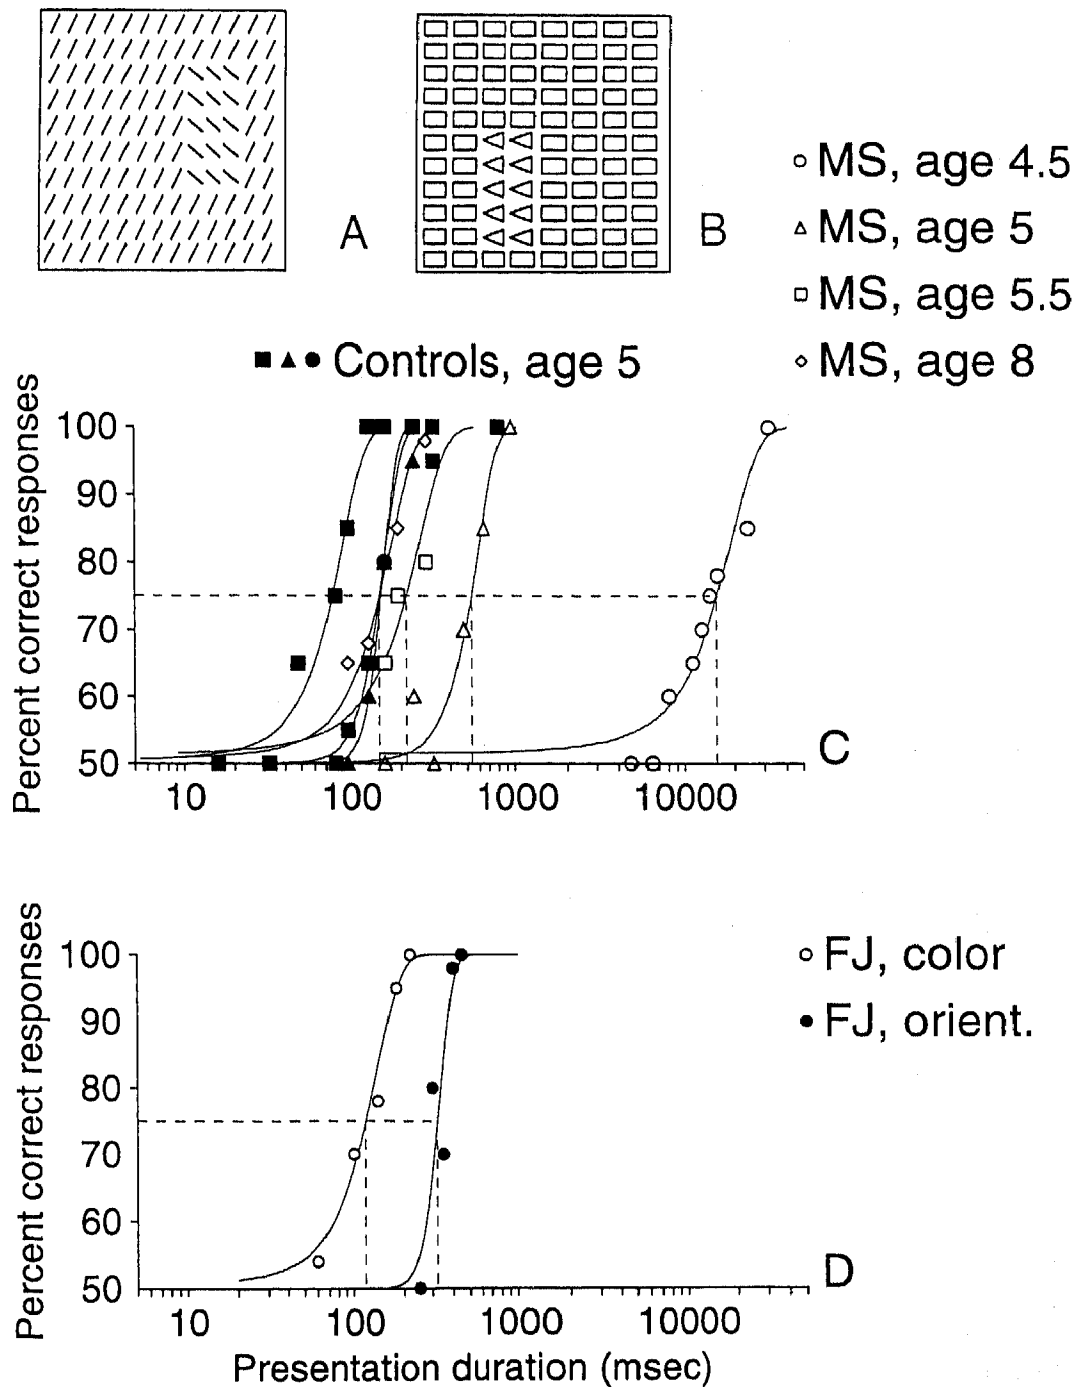 A
B
○ MS, age 4.5
△ MS, age 5
□ MS, age 5.5
◇ MS, age 8
■ ▲ ● Controls, age 5
Percent correct responses
100
90
80
70
60
50
10
100
1000
10000
C
Percent correct responses
100
90
80
70
60
50
10
100
1000
10000
○ FJ, color
● FJ, orient.
D
Presentation duration (msec)